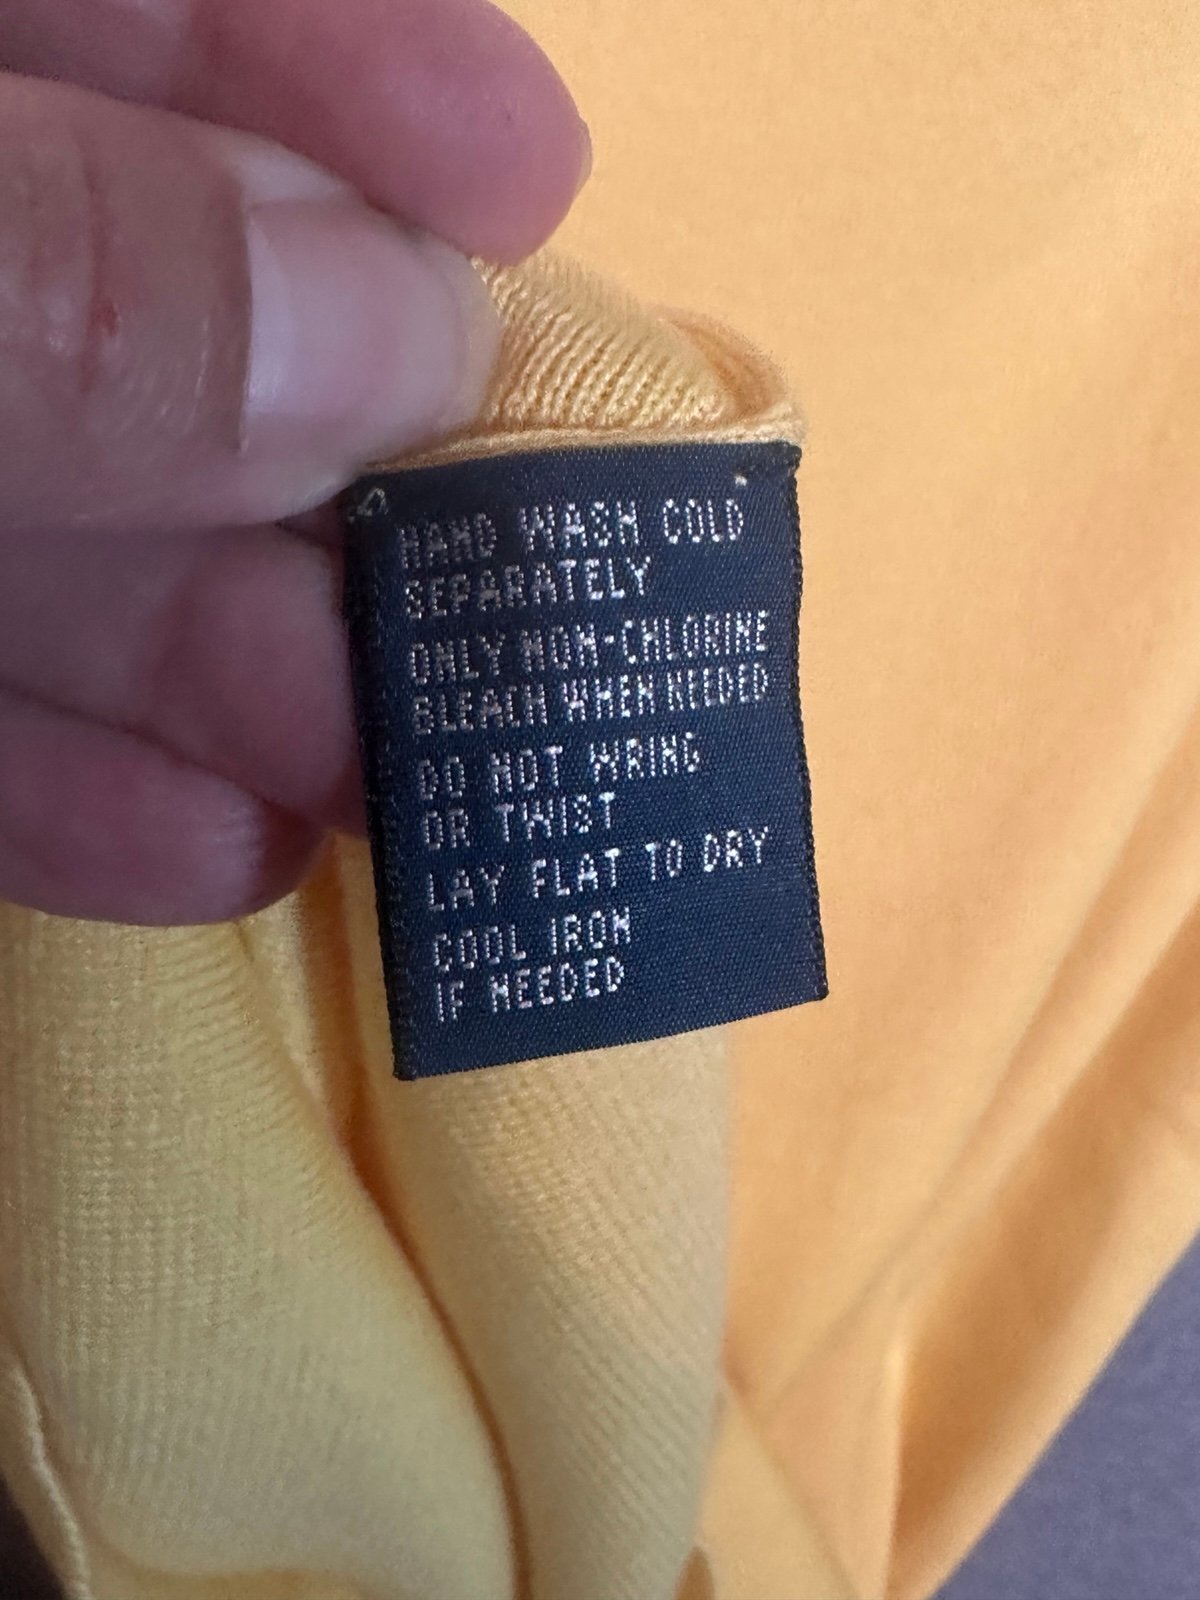 HAND WASH COLD
SEPARATELY
ONLY NON-CHLORINE
BLEACH WHEN NEEDED
DO NOT WRING
OR TWIST
LAY FLAT TO DRY
COOL IRON
IF NEEDED